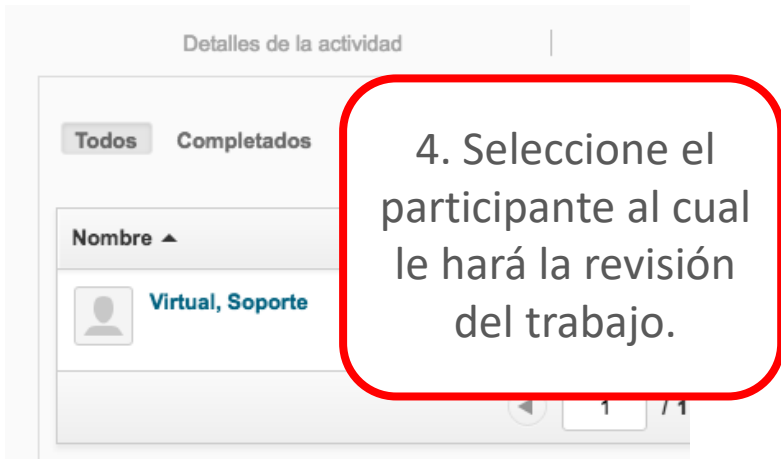 Detalles de la actividad
Todos Completados
Nombre
Virtual, Soporte
1 / 1
4. Seleccione el
participante al cual
le hará la revisión
del trabajo.